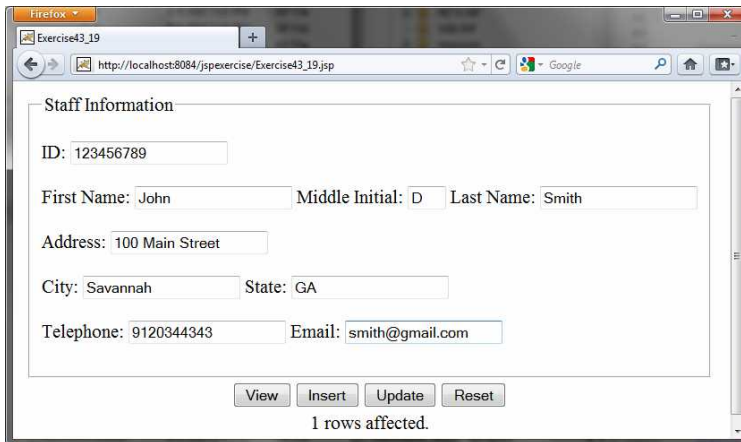 Firefox
Exercise43_19
http://localhost:8084/jspexercise/Exercise43_19.jsp
Google
Staff Information
ID: 123456789
First Name: John Middle Initial: D Last Name: Smith
Address: 100 Main Street
City: Savannah State: GA
Telephone: 9120344343 Email: smith@gmail.com
View Insert Update Reset
1 rows affected.